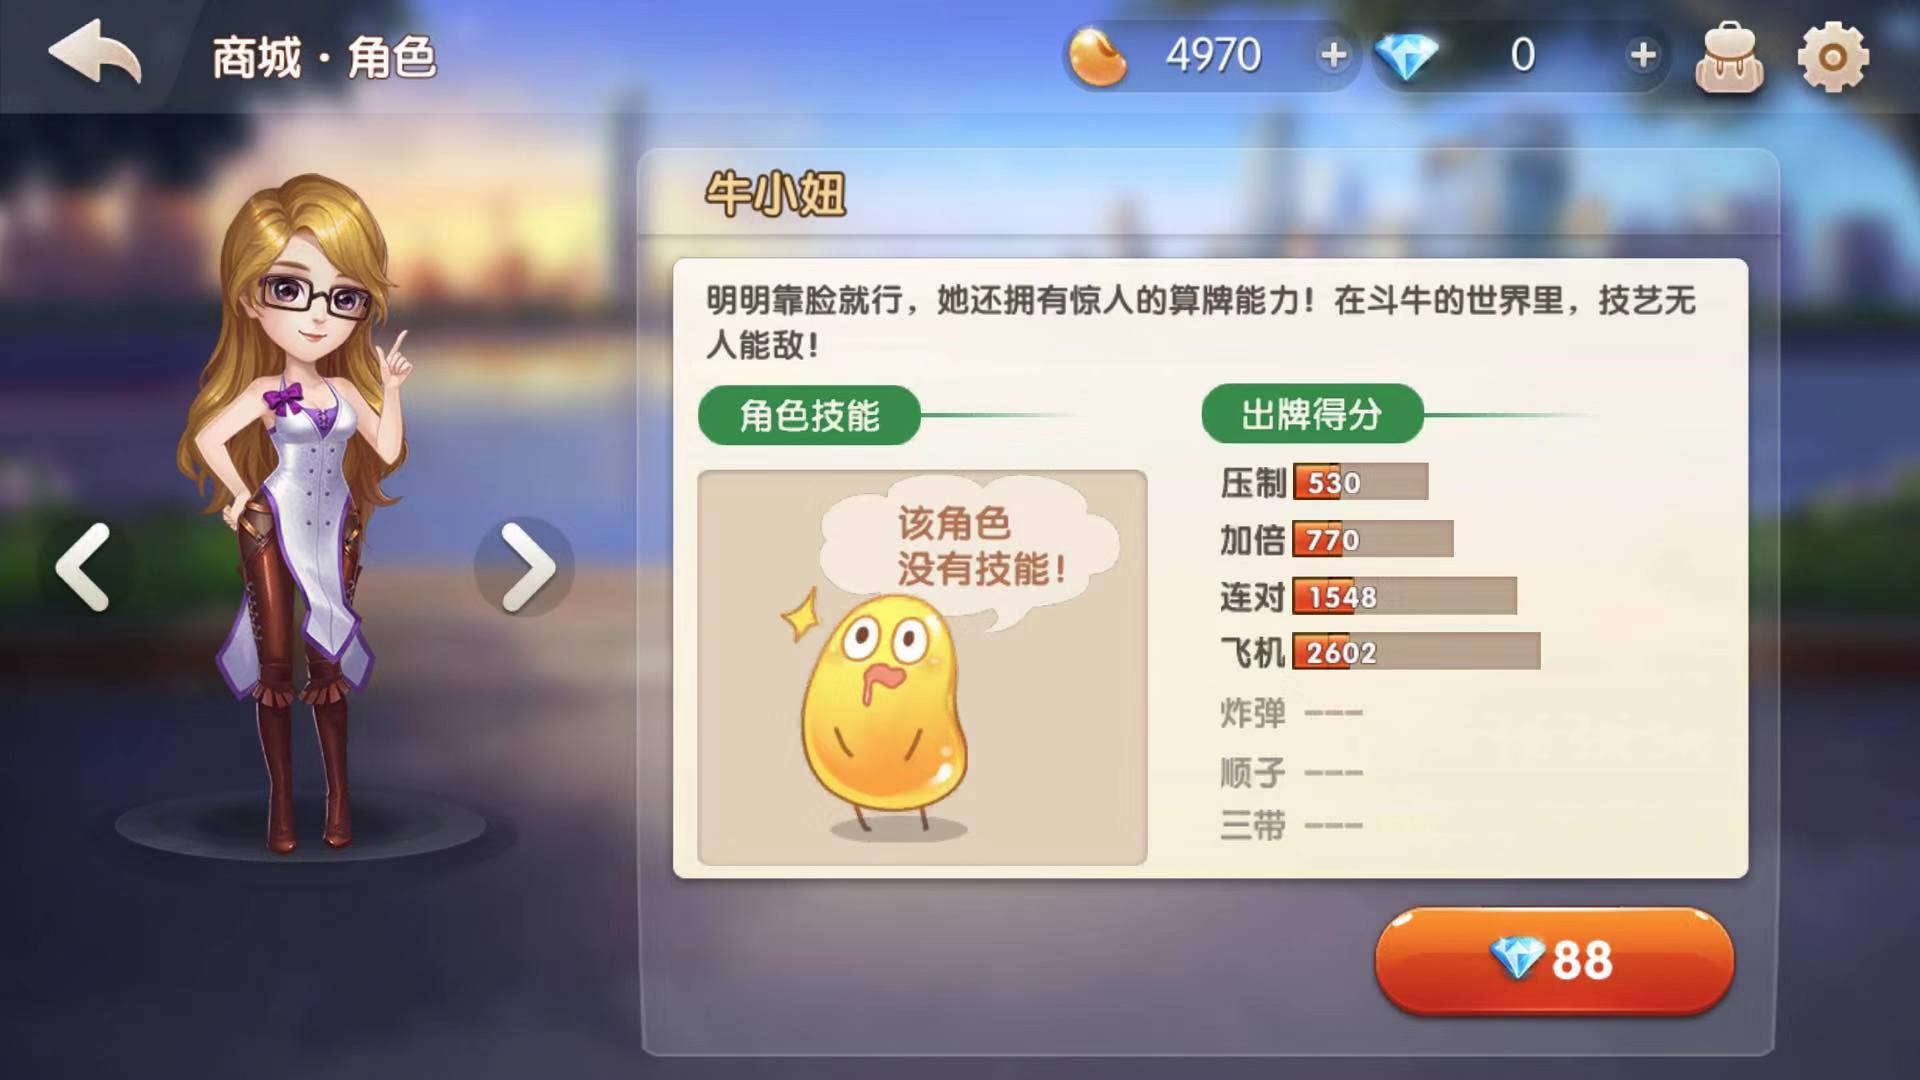 商城·角色
4970
0
牛小妞
明明靠脸就行，她还拥有惊人的算牌能力！在斗牛的世界里，技艺无
人能敌！
角色技能
出牌得分
该角色
没有技能！
压制 530
加倍 770
连对 1548
飞机 2602
炸弹 ---
顺子 ---
三带 ---
88